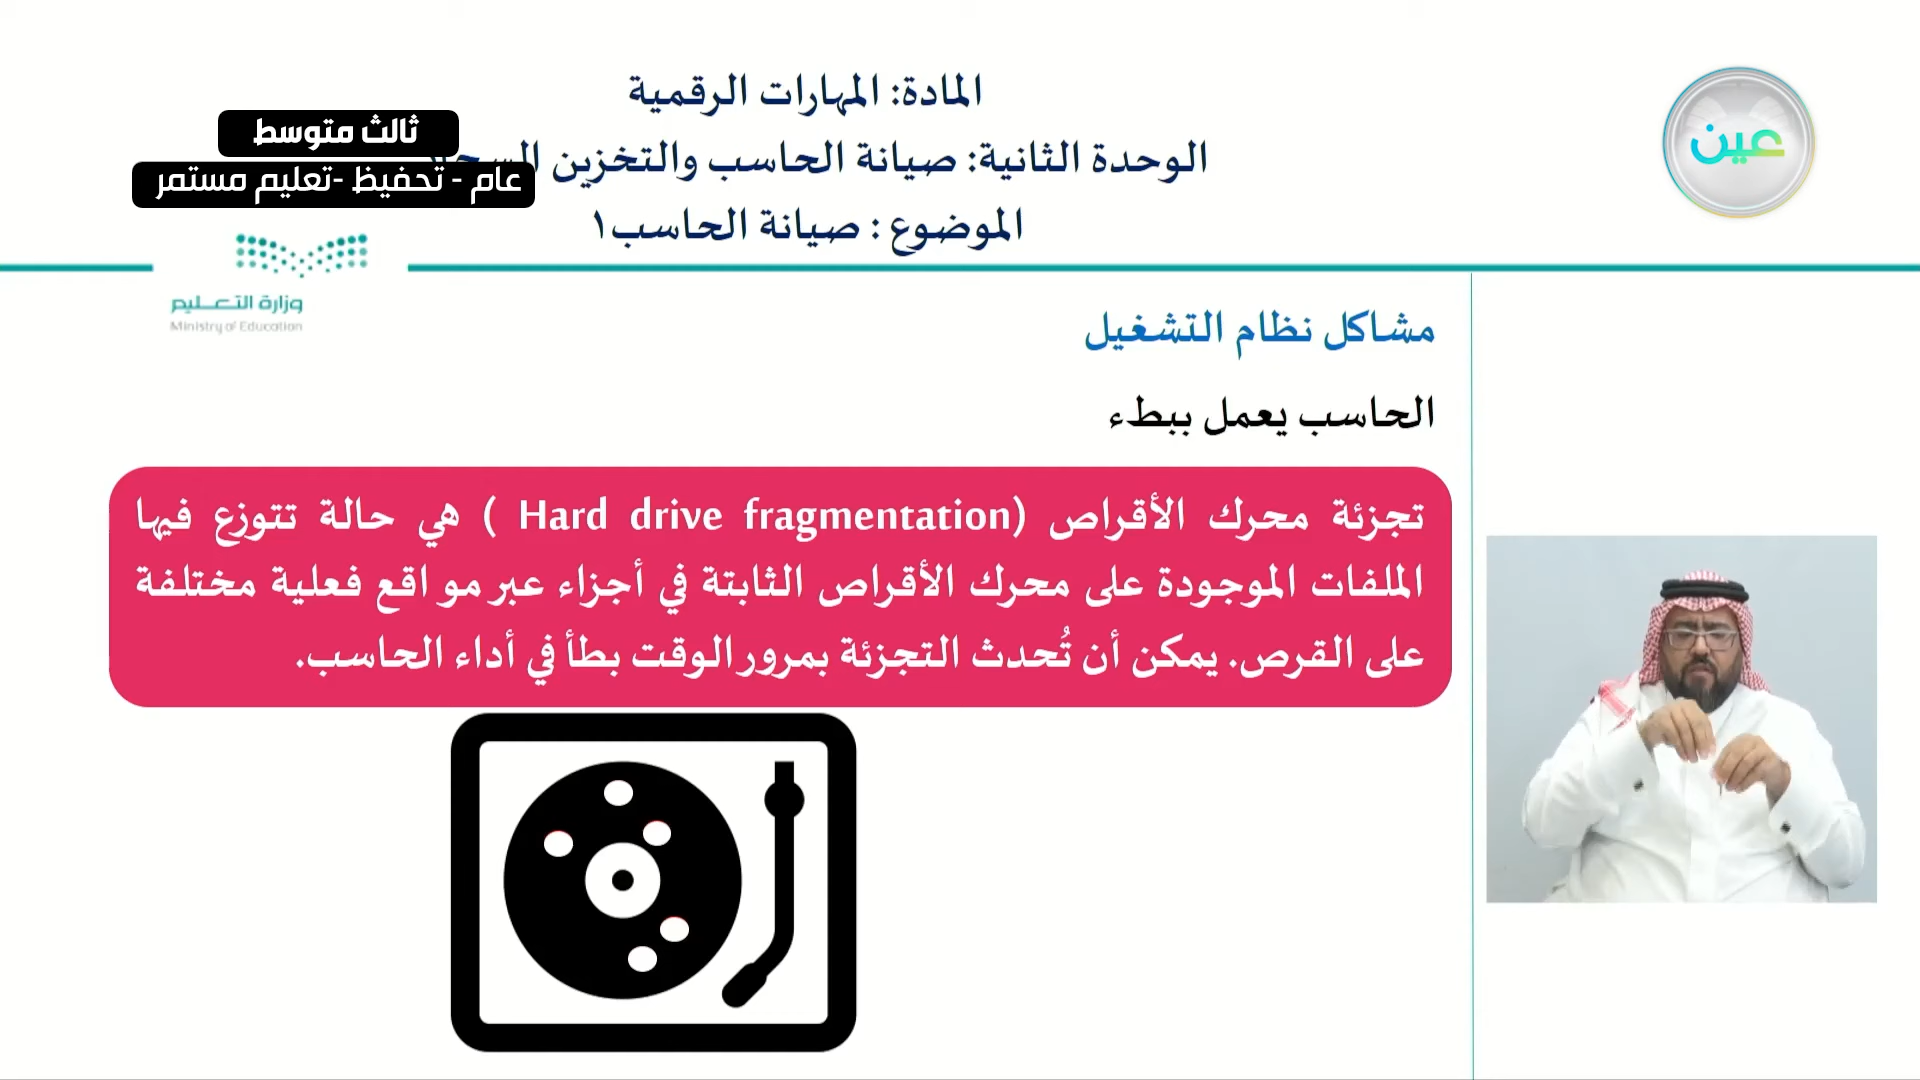 المادة: المهارات الرقمية
عين
ثالث متوسط
الوحدة الثانية: صيانة الحاسب والتخزين
عام - تحفيظ -تعليم مستمر
الموضوع : صيانة الحاسب١
وزارة التعليم
Ministry of Education
مشاكل نظام التشغيل
الحاسب يعمل ببطء
تجزئة محرك الأقراص (Hard drive fragmentation ) هي حالة تتوزع فيها
الملفات الموجودة على محرك الأقراص الثابتة في أجزاء عبر مواقع فعلية مختلفة
على القرص. يمكن أن تُحدث التجزئة بمرور الوقت بطأ في أداء الحاسب.